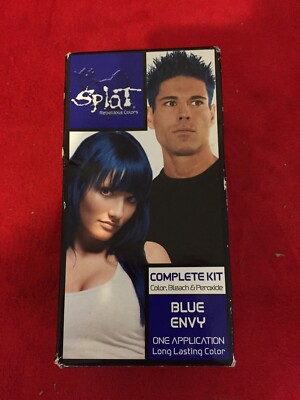 Splat
Rebellious Colors
COMPLETE KIT
Color, Bleach & Peroxide
BLUE
ENVY
ONE APPLICATION
Long Lasting Color